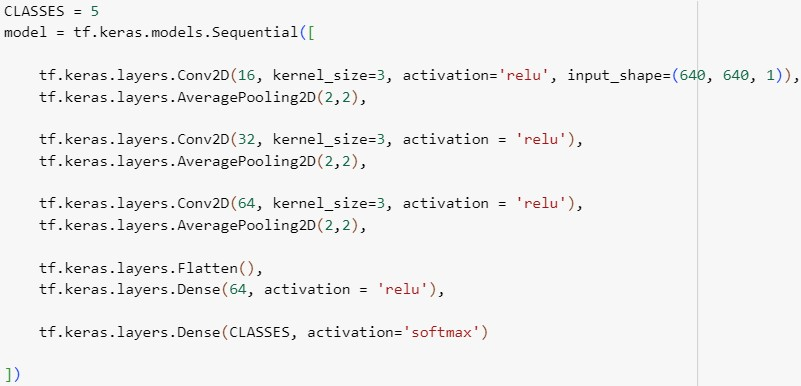 CLASSES = 5
model = tf.keras.models.Sequential([
tf.keras.layers.Conv2D(16, kernel_size=3, activation='relu', input_shape=(640, 640, 1)),
tf.keras.layers.AveragePooling2D(2,2),
tf.keras.layers.Conv2D(32, kernel_size=3, activation = 'relu'),
tf.keras.layers.AveragePooling2D(2,2),
tf.keras.layers.Conv2D(64, kernel_size=3, activation = 'relu'),
tf.keras.layers.AveragePooling2D(2,2),
tf.keras.layers.Flatten(),
tf.keras.layers.Dense(64, activation = 'relu'),
tf.keras.layers.Dense(CLASSES, activation='softmax')
])